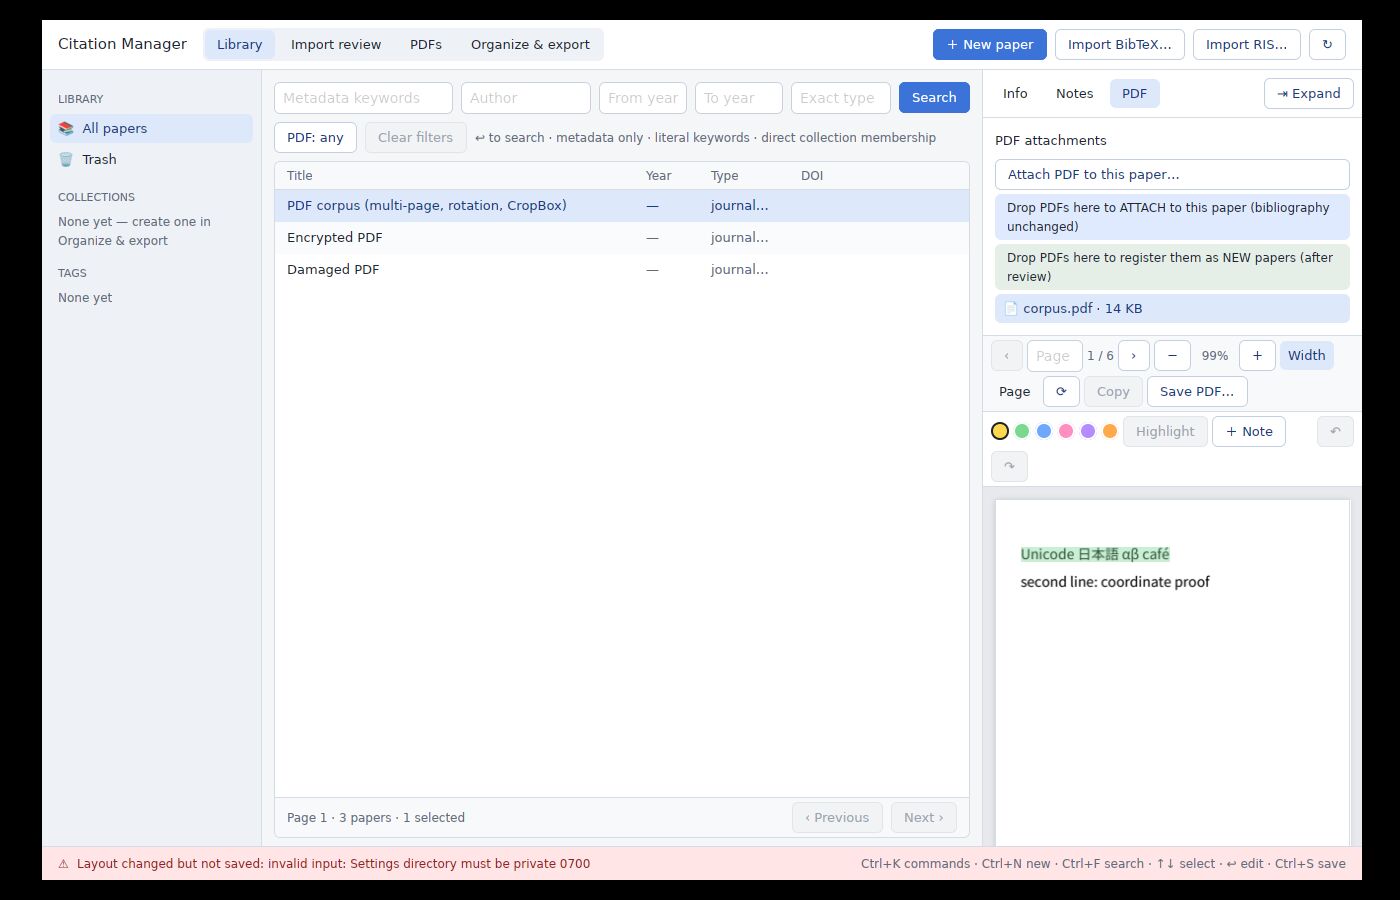 Citation Manager
Library
Import review
PDFs
Organize & export
+ New paper
Import BibTeX...
Import RIS...
↻
LIBRARY
📚 All papers
🗑️ Trash
COLLECTIONS
None yet — create one in
Organize & export
TAGS
None yet
Metadata keywords
Author
From year
To year
Exact type
Search
PDF: any
Clear filters
↩ to search · metadata only · literal keywords · direct collection membership
Title Year Type DOI
PDF corpus (multi-page, rotation, CropBox) — journal...
Encrypted PDF — journal...
Damaged PDF — journal...
Page 1 · 3 papers · 1 selected
‹ Previous
Next ›
Info
Notes
PDF
⇥ Expand
PDF attachments
Attach PDF to this paper...
Drop PDFs here to ATTACH to this paper (bibliography
unchanged)
Drop PDFs here to register them as NEW papers (after
review)
📄 corpus.pdf · 14 KB
‹ Page 1 / 6 › − 99% + Width
Page ⟳ Copy Save PDF...
Highlight + Note ↶
↷
Unicode 日本語 αβ café
second line: coordinate proof
⚠ Layout changed but not saved: invalid input: Settings directory must be private 0700
Ctrl+K commands · Ctrl+N new · Ctrl+F search · ↑↓ select · ↩ edit · Ctrl+S save